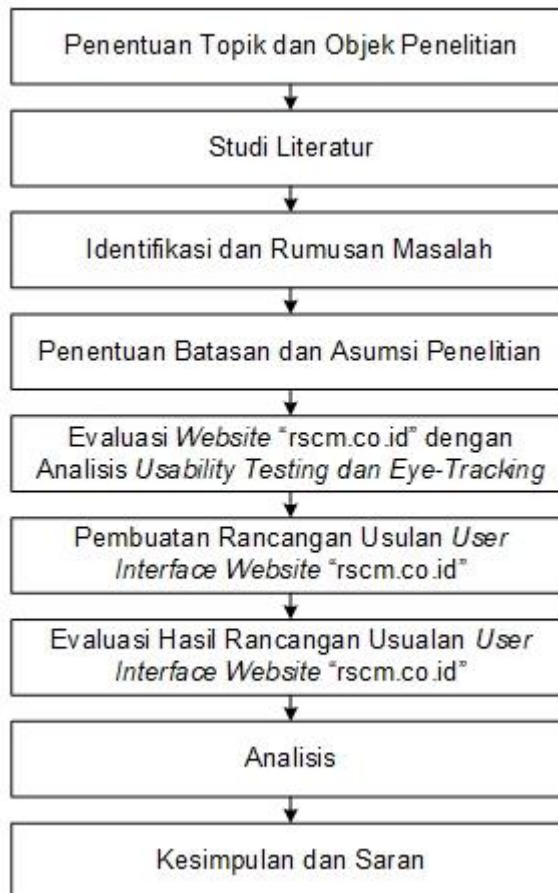 Penentuan Topik dan Objek Penelitian
Studi Literatur
Identifikasi dan Rumusan Masalah
Penentuan Batasan dan Asumsi Penelitian
Evaluasi Website “rscm.co.id” dengan
Analisis Usability Testing dan Eye-Tracking
Pembuatan Rancangan Usulan User
Interface Website “rscm.co.id”
Evaluasi Hasil Rancangan Usualan User
Interface Website “rscm.co.id”
Analisis
Kesimpulan dan Saran